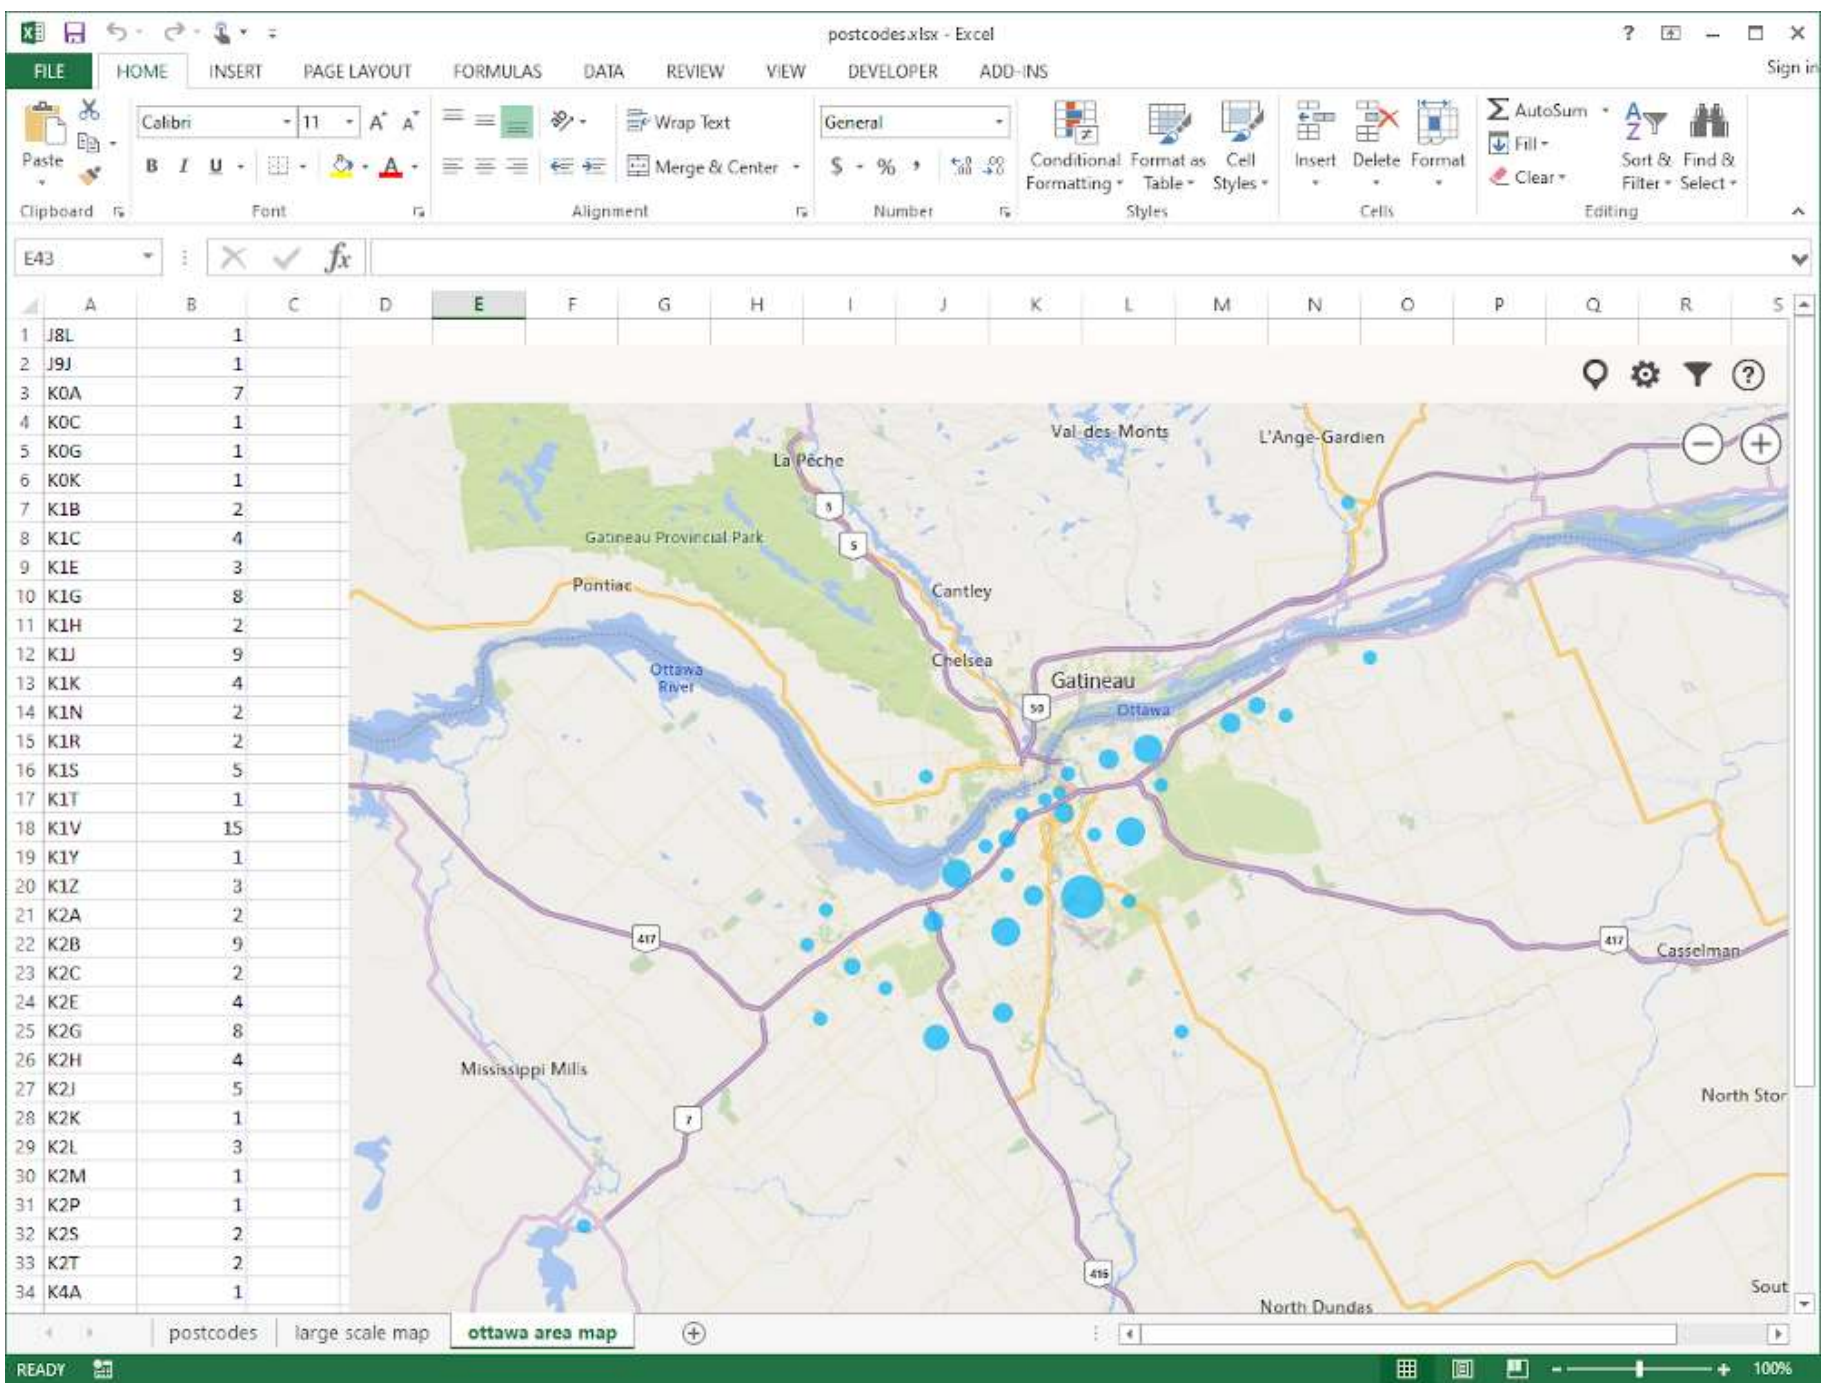 postcodes.xlsx - Excel
?
FILE HOME INSERT PAGE LAYOUT FORMULAS DATA REVIEW VIEW DEVELOPER ADD-INS Sign in
Calibri 11 A A Wrap Text General AutoSum
Paste B I U A Merge & Center $ % , Conditional Formatting Format as Table Cell Styles Insert Delete Format Fill Clear Sort & Filter Find & Select
Clipboard Font Alignment Number Styles Cells Editing
E43 fx
A B C D E F G H I J K L M N O P Q R S
1 J8L 1
2 J9J 1
3 K0A 7
4 K0C 1
5 K0G 1
6 K0K 1
7 K1B 2
8 K1C 4
9 K1E 3
10 K1G 8
11 K1H 2
12 K1J 9
13 K1K 4
14 K1N 2
15 K1R 2
16 K1S 5
17 K1T 1
18 K1V 15
19 K1Y 1
20 K1Z 3
21 K2A 2
22 K2B 9
23 K2C 2
24 K2E 4
25 K2G 8
26 K2H 4
27 K2J 5
28 K2K 1
29 K2L 3
30 K2M 1
31 K2P 1
32 K2S 2
33 K2T 2
34 K4A 1
?
Val-des-Monts
L'Ange-Gardien
La Pêche
5
Gatineau Provincial Park
5
Pontiac
Cantley
Chelsea
Ottawa
River
Gatineau
50
Ottawa
417
417
Casselman
Mississippi Mills
North Stor
7
416
Sout
North Dundas
postcodes large scale map ottawa area map
READY 100%